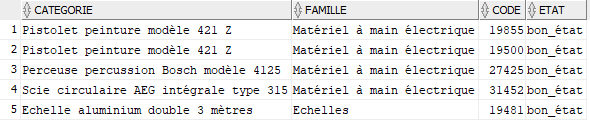 CATEGORIE FAMILLE CODE ETAT
1 Pistolet peinture modèle 421 Z Matériel à main électrique 19855 bon_état
2 Pistolet peinture modèle 421 Z Matériel à main électrique 19500 bon_état
3 Perceuse percussion Bosch modèle 4125 Matériel à main électrique 27425 bon_état
4 Scie circulaire AEG intégrale type 315 Matériel à main électrique 31452 bon_état
5 Echelle aluminium double 3 mètres Echelles 19481 bon_état